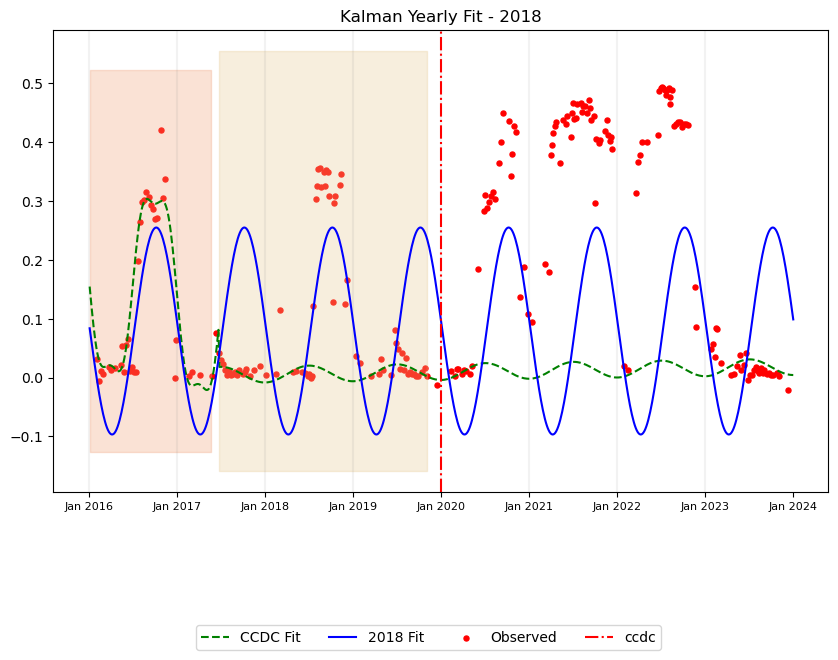 Kalman Yearly Fit - 2018
0.5
0.4
0.3
0.2
0.1
0.0
−0.1
Jan 2016 Jan 2017 Jan 2018 Jan 2019 Jan 2020 Jan 2021 Jan 2022 Jan 2023 Jan 2024
CCDC Fit 2018 Fit Observed ccdc